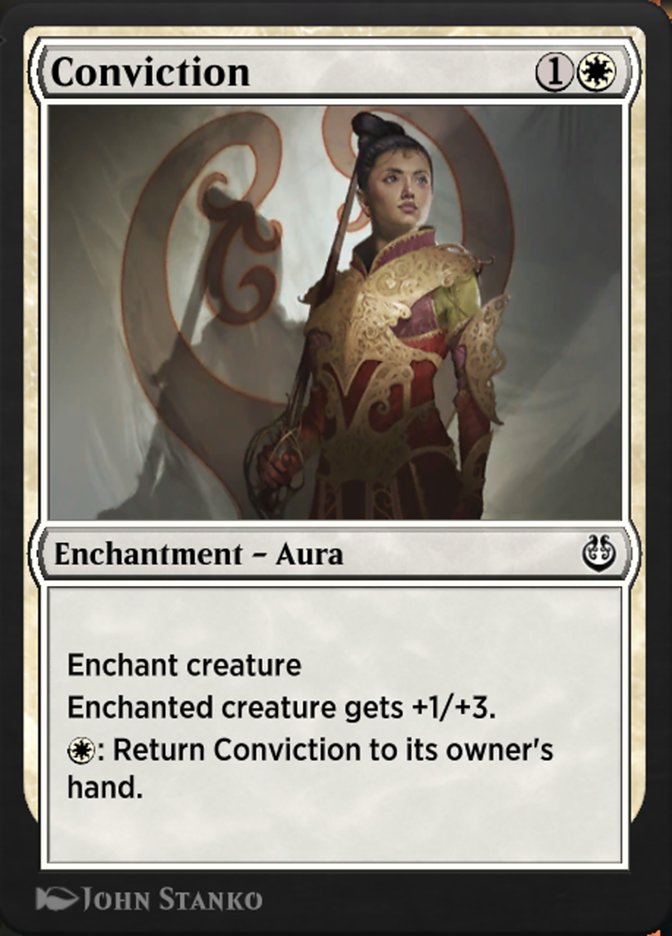 Conviction 1
Enchantment – Aura
Enchant creature
Enchanted creature gets +1/+3.
: Return Conviction to its owner's
hand.
John Stanko